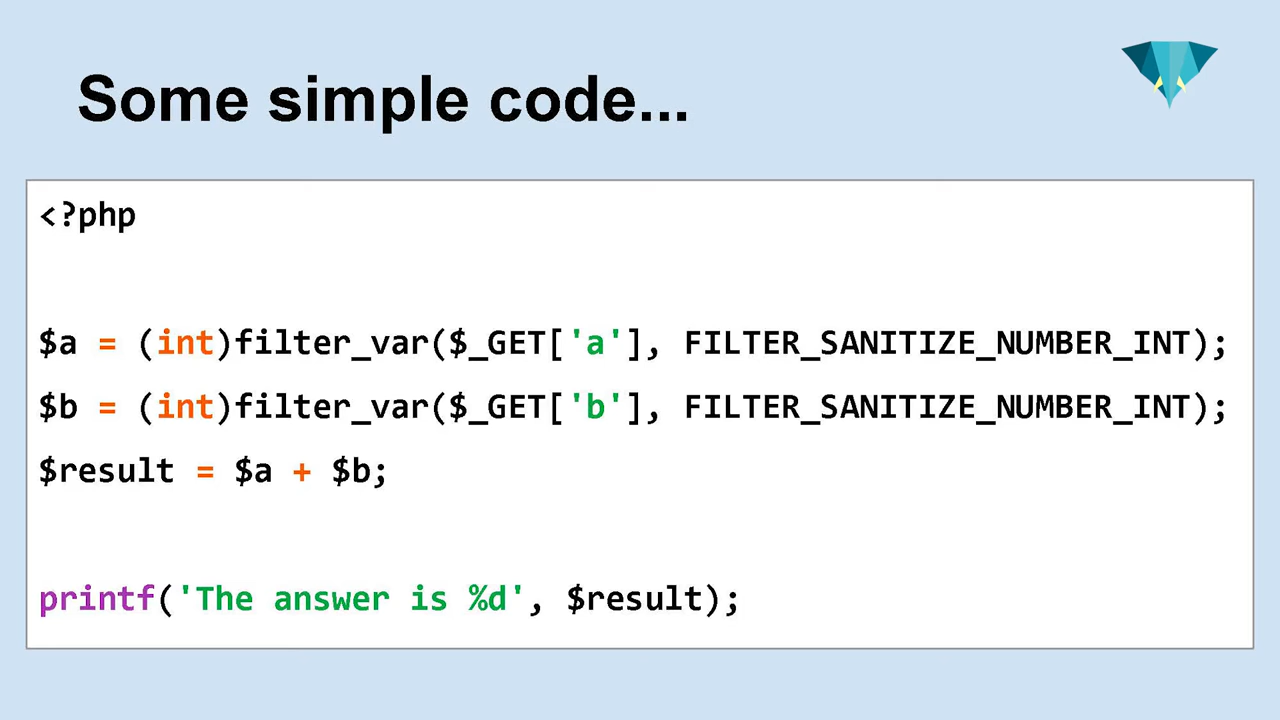 Some simple code...
<?php
$a = (int)filter_var($_GET['a'], FILTER_SANITIZE_NUMBER_INT);
$b = (int)filter_var($_GET['b'], FILTER_SANITIZE_NUMBER_INT);
$result = $a + $b;
printf('The answer is %d', $result);